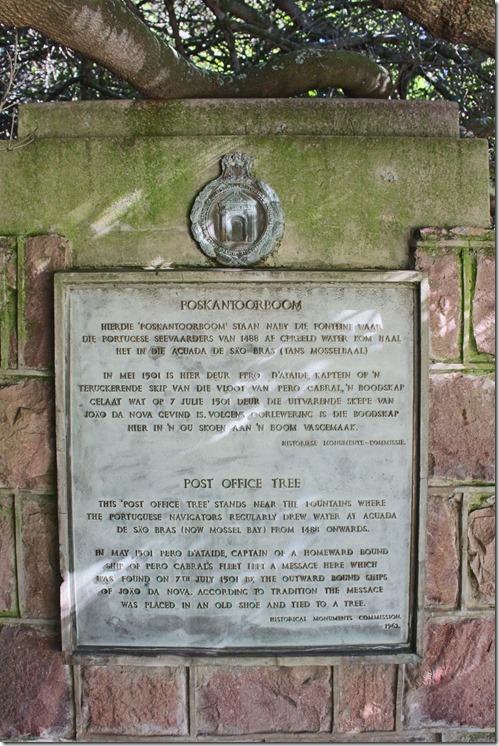 POSKANTOORBOOM
HIERDIE 'POSKANTOORBOOM' STAAN NABY DIE FONTEINE WAAR
DIE PORTUGESE SEEVAARDERS VAN 1488 AF GEREELD WATER KOM HAAL
HET IN DIE AGUADA DE SÃO BRAS (TANS MOSSELBAAI.)
IN MEI 1501 IS HIER DEUR PERO D'ATAIDE, KAPTEIN OP 'N
TERUGKERENDE SKIP VAN DIE VLOOT VAN PERO CABRAL, 'N BOODSKAP
GELAAT WAT OP 7 JULIE 1501 DEUR DIE UITVARENDE SKEPE VAN
JOÃO DA NOVA GEVIND IS. VOLGENS OORLEWERING IS DIE BOODSKAP
HIER IN 'N OU SKOEN AAN 'N BOOM VASGEMAAK.
HISTORIESE MONUMENTE-KOMMISSIE.
POST OFFICE TREE
THIS 'POST OFFICE TREE' STANDS NEAR THE FOUNTAINS WHERE
THE PORTUGUESE NAVIGATORS REGULARLY DREW WATER AT AGUADA
DE SÃO BRAS (NOW MOSSEL BAY) FROM 1488 ONWARDS.
IN MAY 1501 PERO D'ATAIDE, CAPTAIN OF A HOMEWARD BOUND
SHIP OF PERO CABRAL'S FLEET LEFT A MESSAGE HERE WHICH
WAS FOUND ON 7TH JULY 1501 BY THE OUTWARD BOUND SHIPS
OF JOÃO DA NOVA. ACCORDING TO TRADITION THE MESSAGE
WAS PLACED IN AN OLD SHOE AND TIED TO A TREE.
HISTORICAL MONUMENTS COMMISSION.
1962.